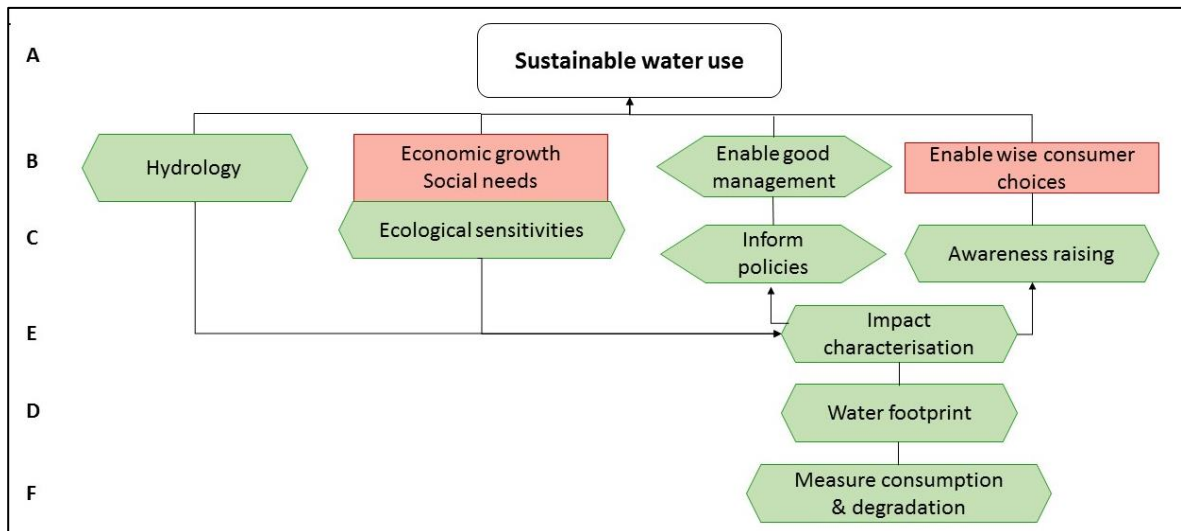 A
Sustainable water use
B
Hydrology
Economic growth
Social needs
Enable good
management
Enable wise consumer
choices
C
Ecological sensitivities
Inform
policies
Awareness raising
E
Impact
characterisation
D
Water footprint
F
Measure consumption
& degradation